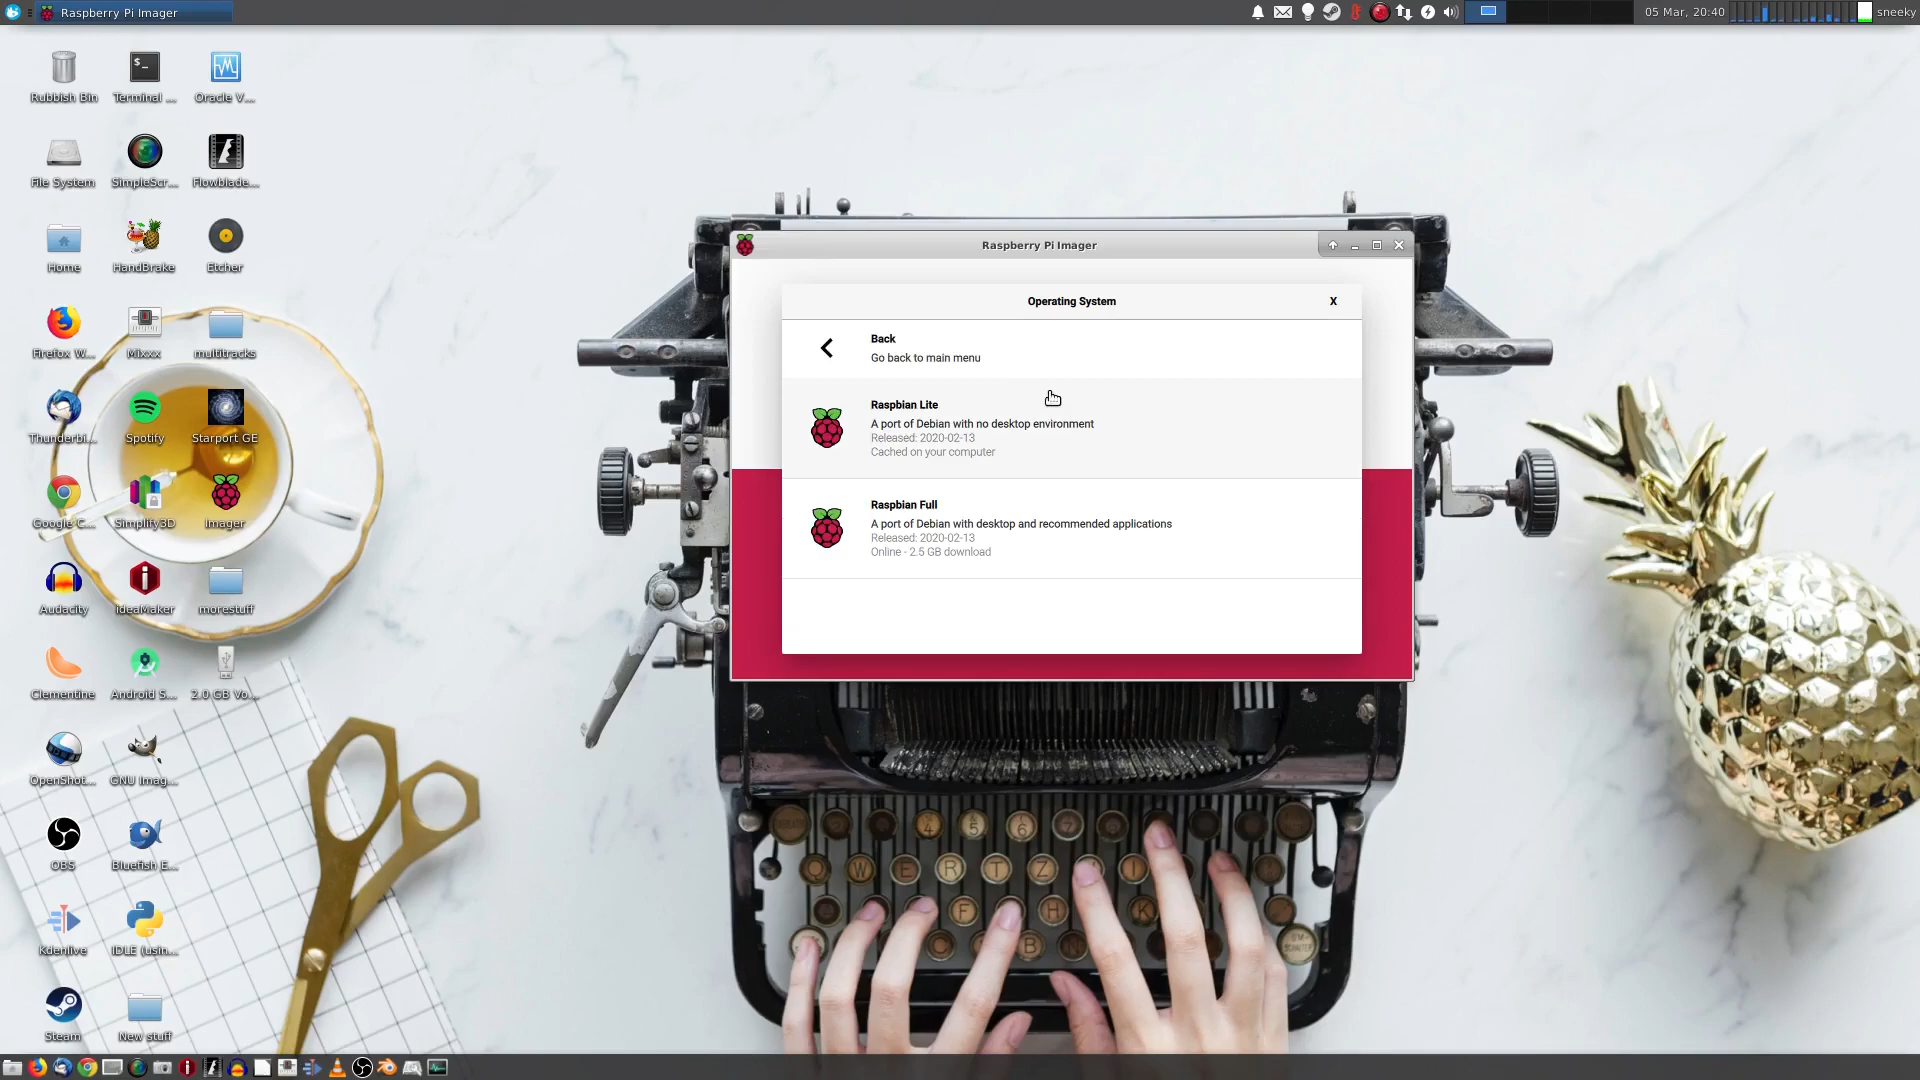 Raspberry Pi Imager
05 Mar, 20:40
sneeky
Rubbish Bin
Terminal ...
Oracle V...
File System
SimpleScr...
Flowblade...
Home
HandBrake
Etcher
Firefox W...
Mixxx
multitracks
Thunderbi...
Spotify
Starport GE
Google C...
Simplify3D
Imager
Audacity
IdeaMaker
morestuff
Clementine
Android S...
2.0 GB Vo...
OpenShot...
GNU Imag...
OBS
Bluefish E...
Kdenlive
IDLE (usin...
Steam
New stuff
Raspberry Pi Imager
Operating System
X
Back
Go back to main menu
Raspbian Lite
A port of Debian with no desktop environment
Released: 2020-02-13
Cached on your computer
Raspbian Full
A port of Debian with desktop and recommended applications
Released: 2020-02-13
Online - 2.5 GB download
4 5 6 7
Q W E R T Z I
F H K
C B N